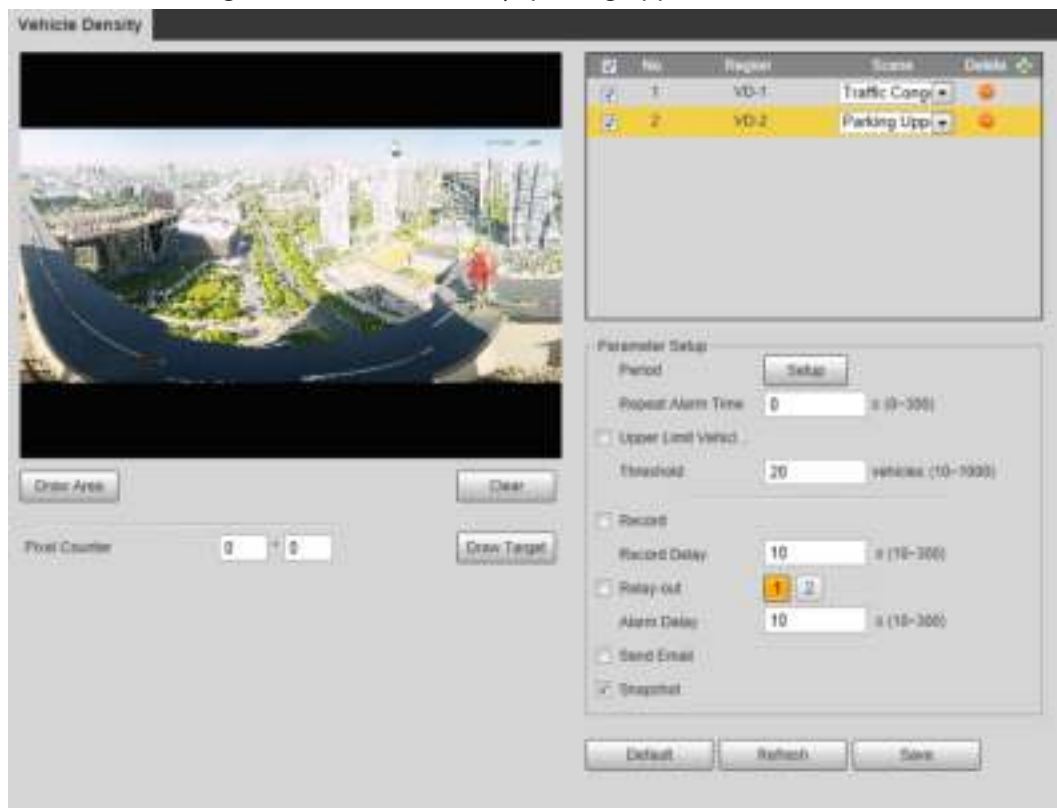 Vehicle Density
No. Region Scene Delete
1 VD-1 Traffic Conge
2 VD-2 Parking Upp
Parameter Setup
Period Setup
Repeat Alarm Time 0 s (0~300)
Upper Limit Vehicl...
Threshold 20 vehicles (10~1000)
Draw Area Clear
Record
Pixel Counter 0 * 0 Draw Target
Record Delay 10 s (10~300)
Relay-out 1 2
Alarm Delay 10 s (10~300)
Send Email
Snapshot
Default Refresh Save